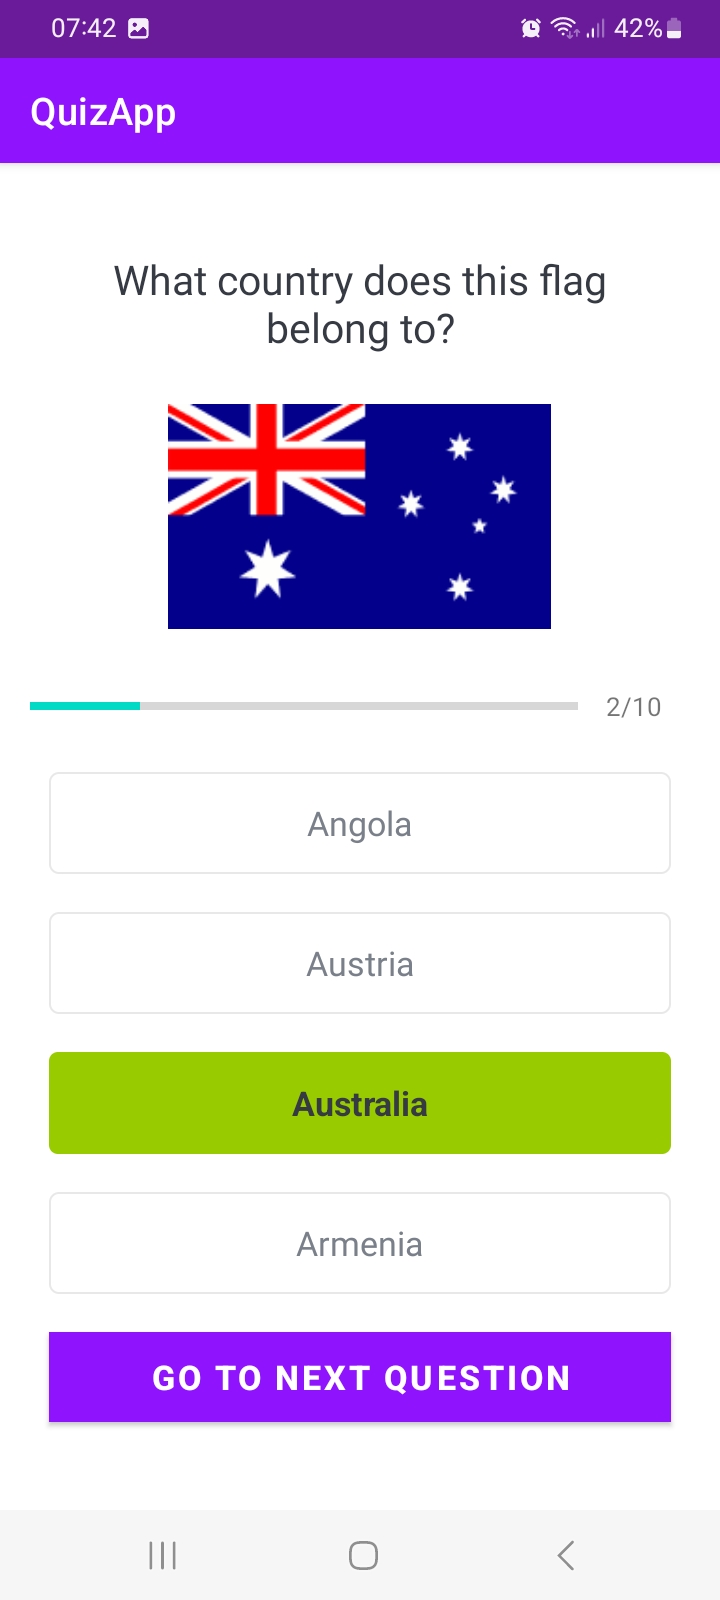 07:42
42%
QuizApp
What country does this flag
belong to?
2/10
Angola
Austria
Australia
Armenia
GO TO NEXT QUESTION